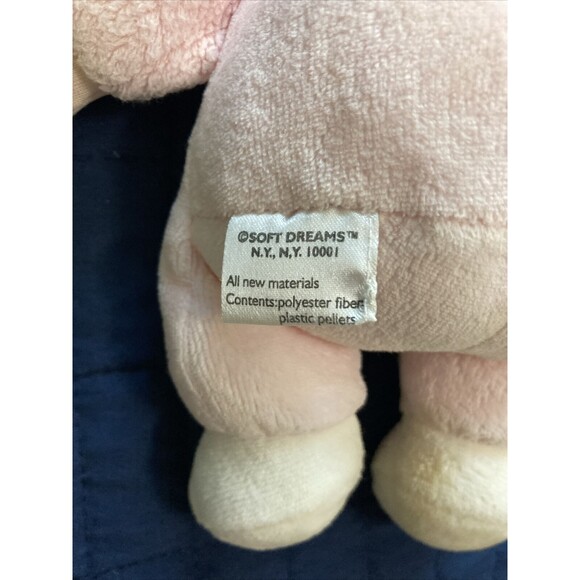 ©SOFT DREAMS™
N.Y., N,Y. 10001
All new materials
Contents:polyester fiber
plastic pellets